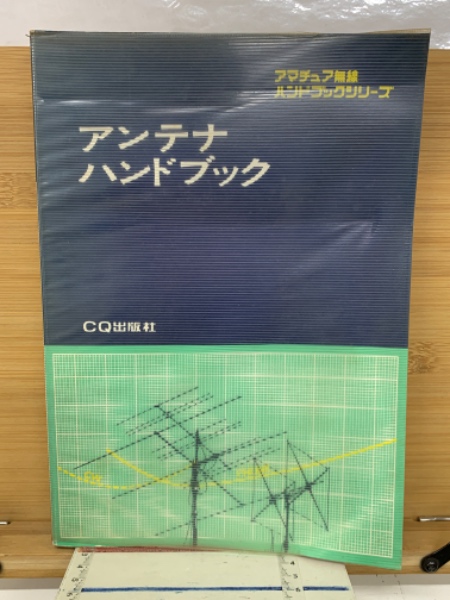 アマチュア無線
ハンドブックシリーズ
アンテナ
ハンドブック
CQ出版社